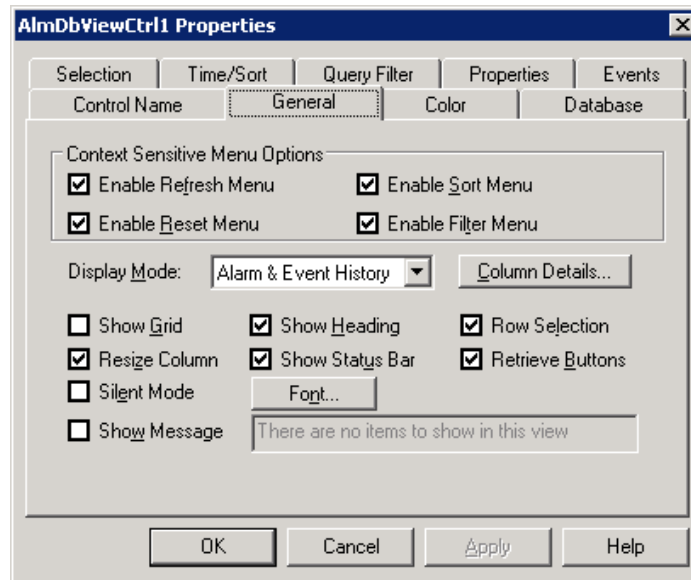 AlmDbViewCtrl1 Properties
Selection Time/Sort Query Filter Properties Events
Control Name General Color Database
Context Sensitive Menu Options
Enable Refresh Menu Enable Sort Menu
Enable Reset Menu Enable Filter Menu
Display Mode: Alarm & Event History Column Details...
Show Grid Show Heading Row Selection
Resize Column Show Status Bar Retrieve Buttons
Silent Mode Font...
Show Message There are no items to show in this view
OK Cancel Apply Help